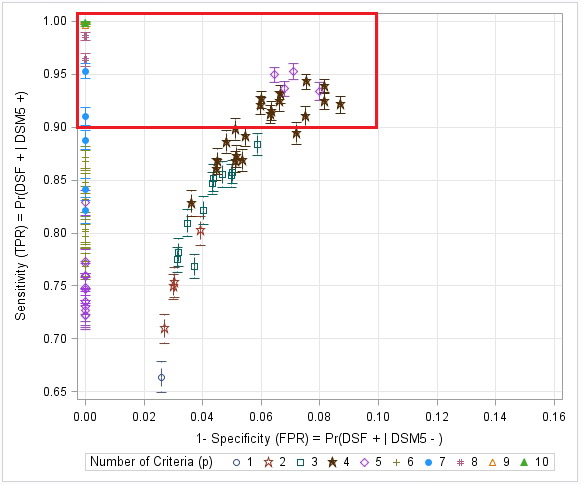 1.00
0.95
0.90
0.85
0.80
0.75
0.70
0.65
Sensitivity (TPR) = Pr(DSF + | DSM5 +)
0.00 0.02 0.04 0.06 0.08 0.10 0.12 0.14 0.16
1- Specificity (FPR) = Pr(DSF + | DSM5 - )
Number of Criteria (p) 1 2 3 4 5 6 7 8 9 10